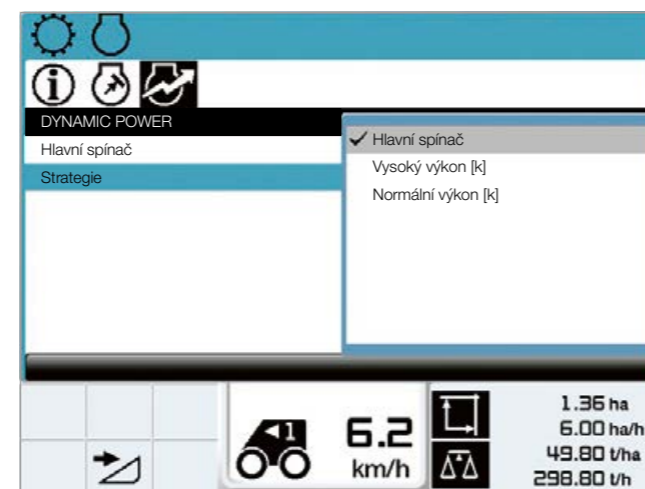 DYNAMIC POWER
Hlavní spínač
Strategie
✓ Hlavní spínač
Vysoký výkon [k]
Normální výkon [k]
1
6.2
km/h
1.36 ha
6.00 ha/h
49.80 t/ha
298.80 t/h